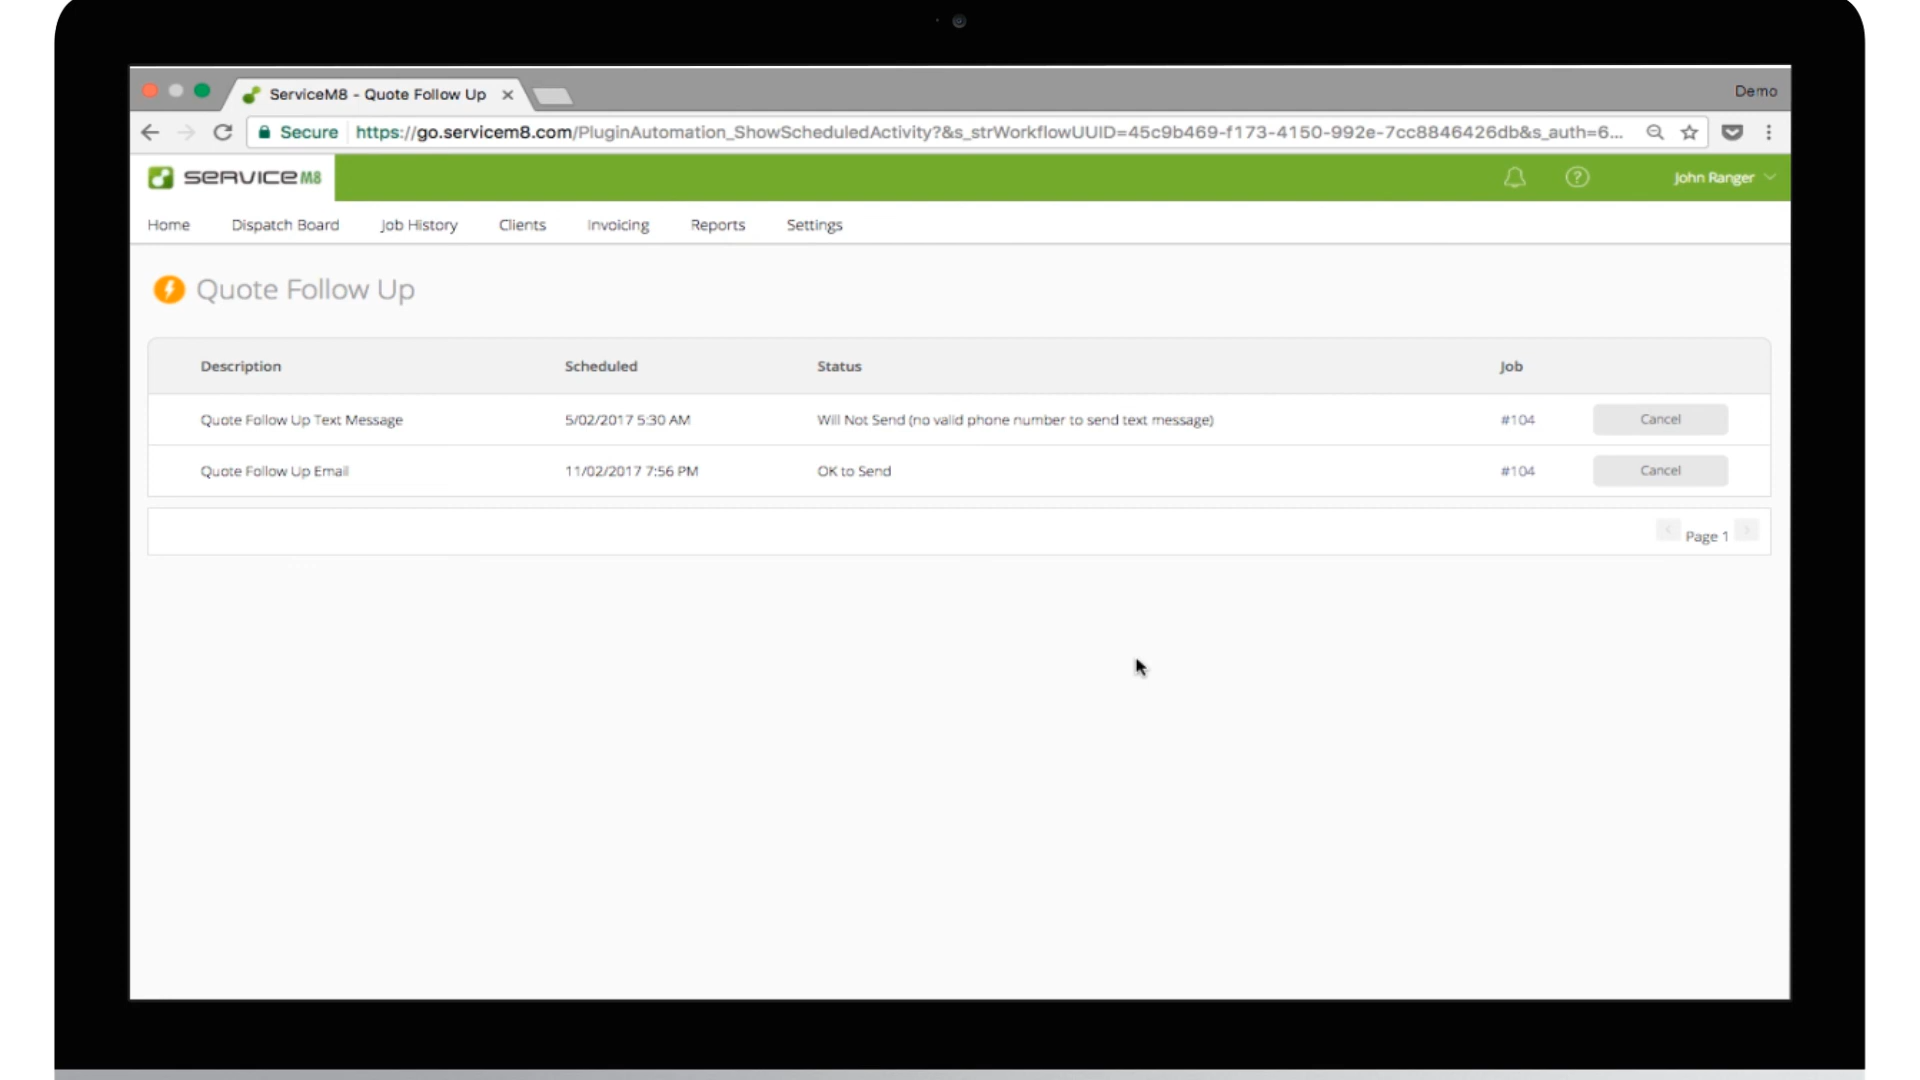 ServiceM8 - Quote Follow Up
Demo
Secure https://go.servicem8.com/PluginAutomation_ShowScheduledActivity?&s_strWorkflowUUID=45c9b469-f173-4150-992e-7cc8846426db&s_auth=6...
SERVICEM8
John Ranger
Home Dispatch Board Job History Clients Invoicing Reports Settings
Quote Follow Up
Description Scheduled Status Job
Quote Follow Up Text Message 5/02/2017 5:30 AM Will Not Send (no valid phone number to send text message) #104 Cancel
Quote Follow Up Email 11/02/2017 7:56 PM OK to Send #104 Cancel
Page 1